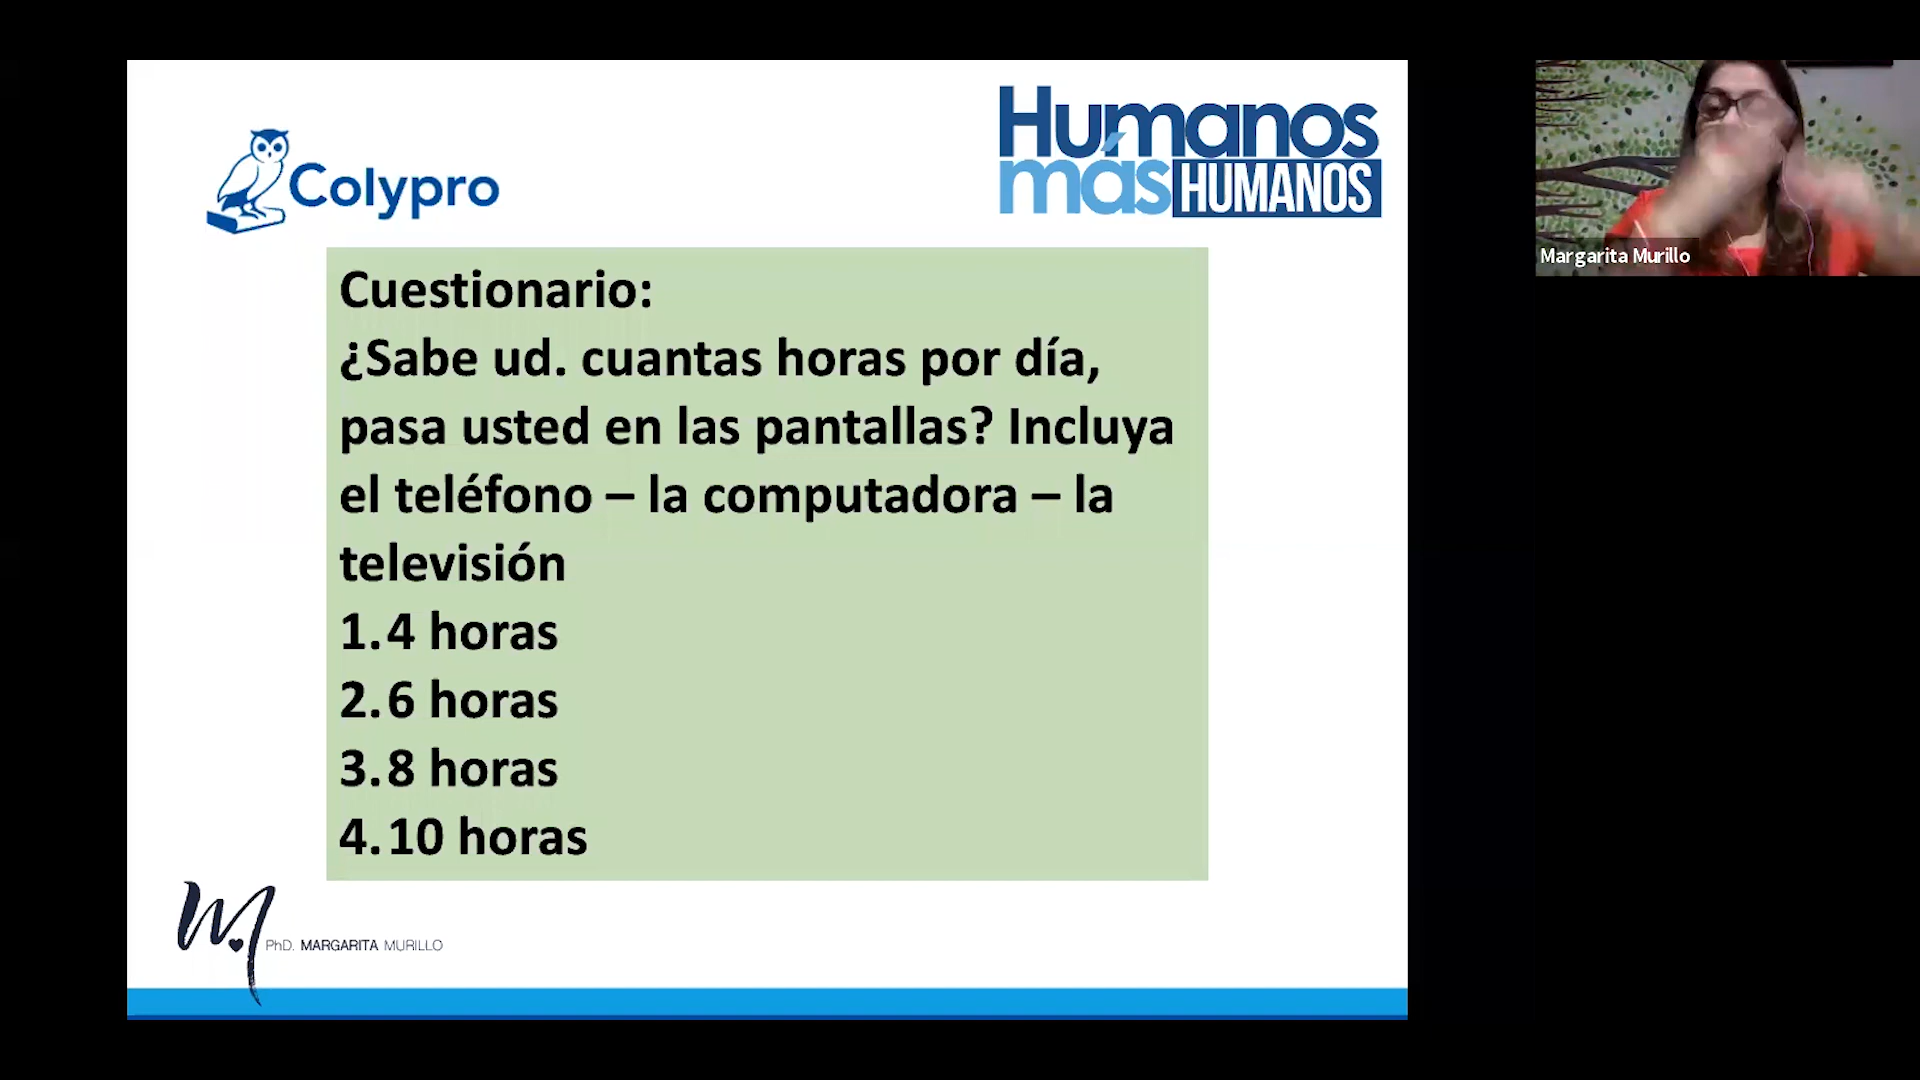 Colypro
Humanos
más HUMANOS
Margarita Murillo
Cuestionario:
¿Sabe ud. cuantas horas por día,
pasa usted en las pantallas? Incluya
el teléfono – la computadora – la
televisión
1. 4 horas
2. 6 horas
3. 8 horas
4. 10 horas
M
PhD. MARGARITA MURILLO